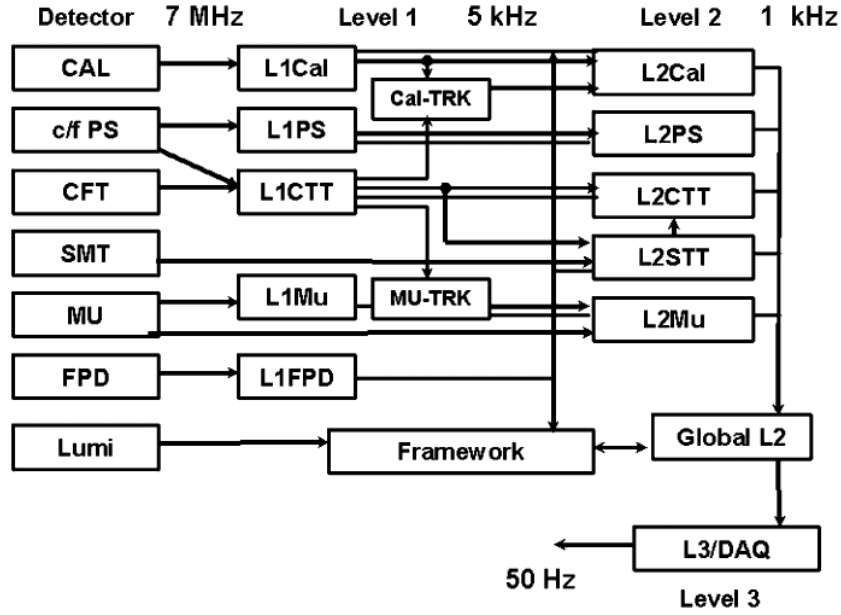 Detector 7 MHz Level 1 5 kHz Level 2 1 kHz
CAL L1Cal L2Cal
Cal-TRK
c/f PS L1PS L2PS
CFT L1CTT L2CTT
SMT L2STT
MU L1Mu MU-TRK L2Mu
FPD L1FPD
Lumi Framework Global L2
L3/DAQ
50 Hz
Level 3